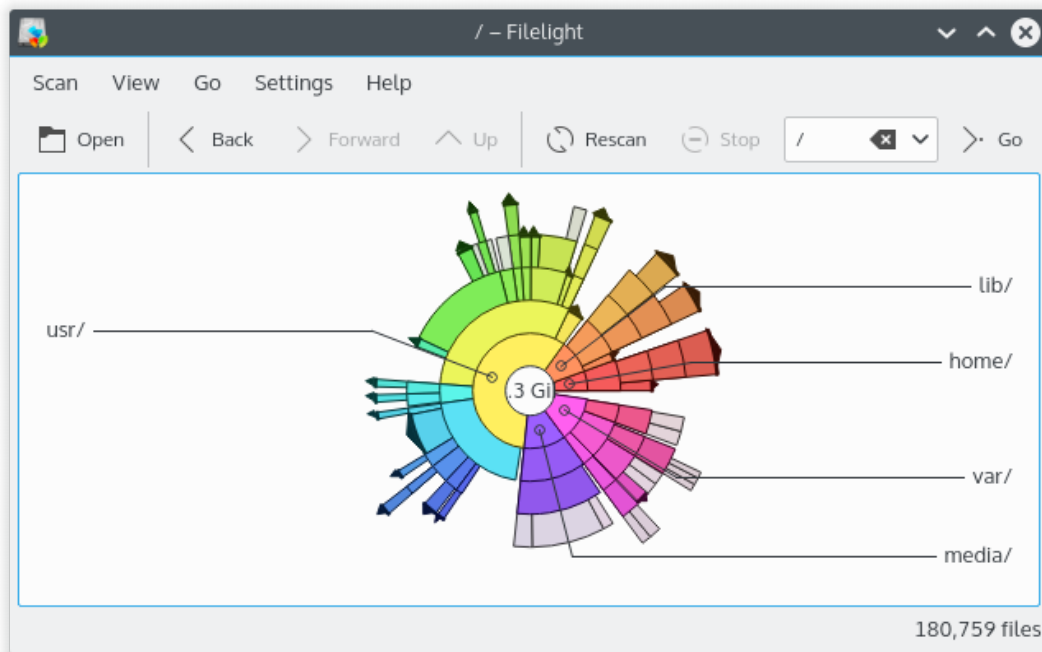 / – Filelight
Scan View Go Settings Help
Open Back Forward Up Rescan Stop / Go
lib/
usr/
home/
.3 Gi
var/
media/
180,759 files